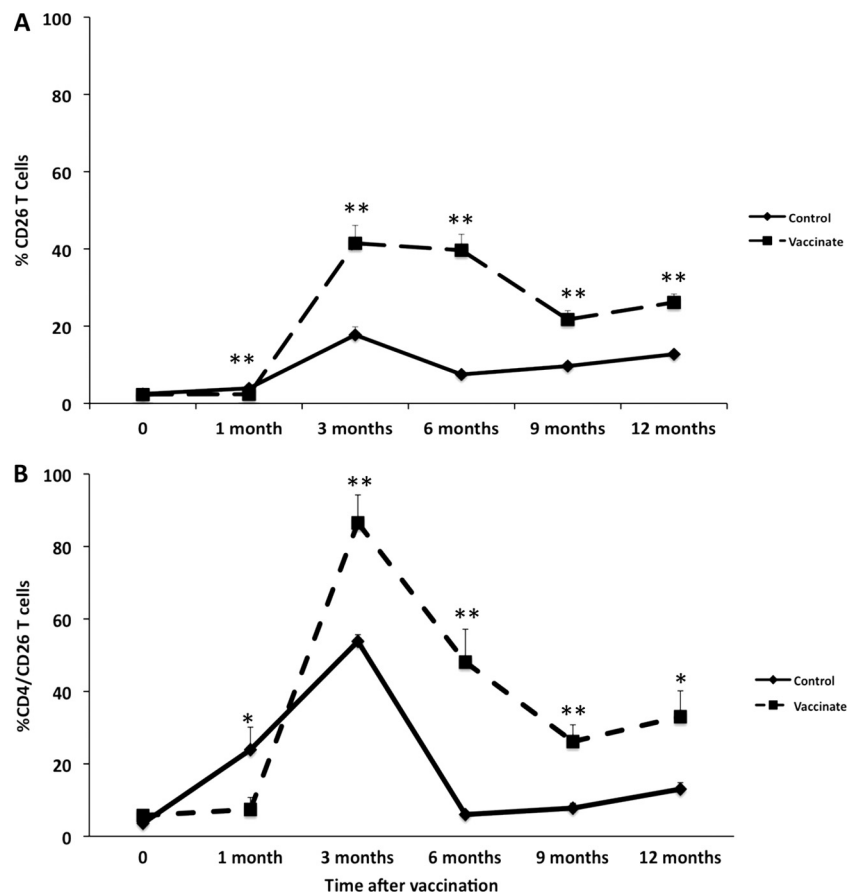 A
100
80
60
40
20
0
% CD26 T Cells
**
**
**
**
**
Control
Vaccinate
0 1 month 3 months 6 months 9 months 12 months
B
100
80
60
40
20
0
%CD4/CD26 T cells
*
**
**
**
*
Control
Vaccinate
0 1 month 3 months 6 months 9 months 12 months
Time after vaccination